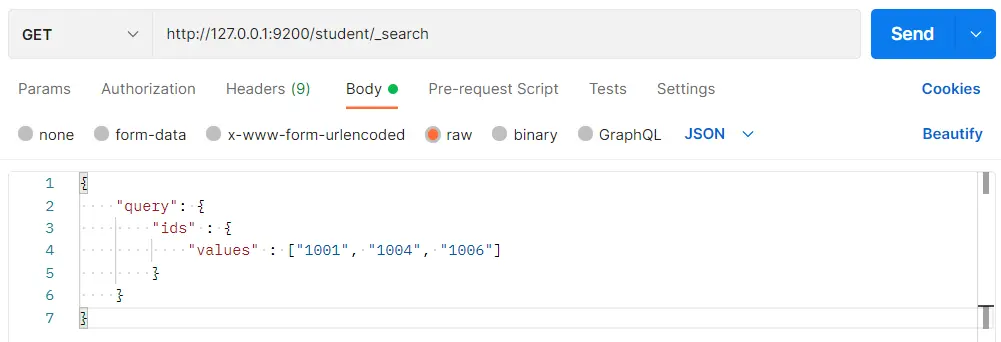 GET http://127.0.0.1:9200/student/_search Send
Params Authorization Headers (9) Body Pre-request Script Tests Settings Cookies
none form-data x-www-form-urlencoded raw binary GraphQL JSON Beautify
1 {
2 "query": {
3 "ids" : {
4 "values" : ["1001", "1004", "1006"]
5 }
6 }
7 }